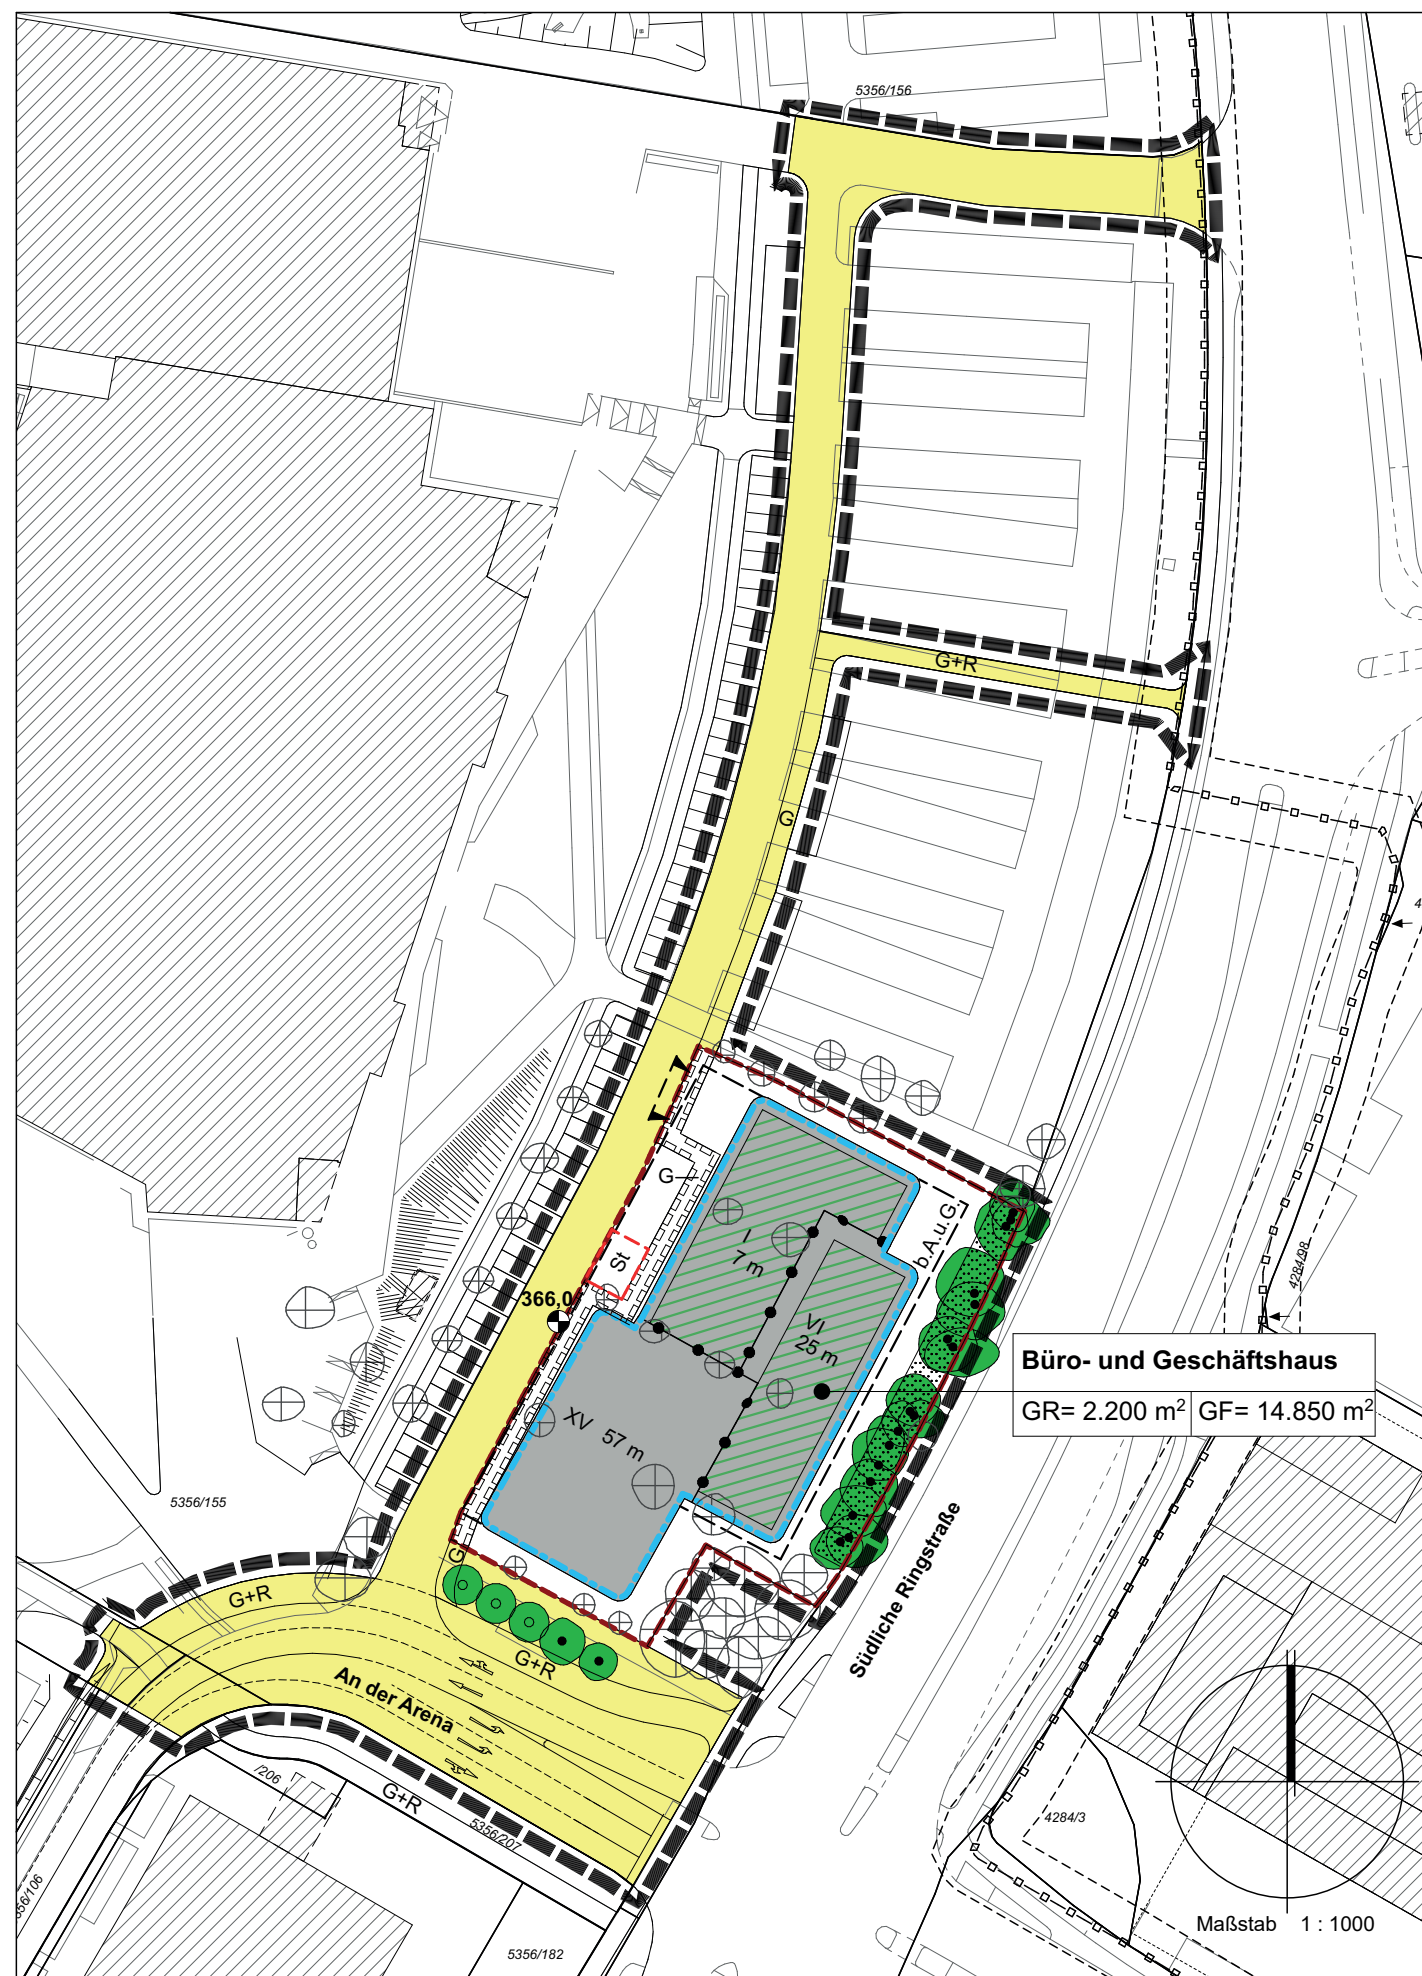 5356/156
G+R
G
G
I
7 m
b.A.u.G.
St
366,0
VI
25 m
4284/98
Büro- und Geschäftshaus
GR= 2.200 m² GF= 14.850 m²
XV 57 m
5356/155
G
G+R
G+R
An der Arena
Südliche Ringstraße
/206
G+R
5356/207
4284/3
5356/182
Maßstab 1 : 1000